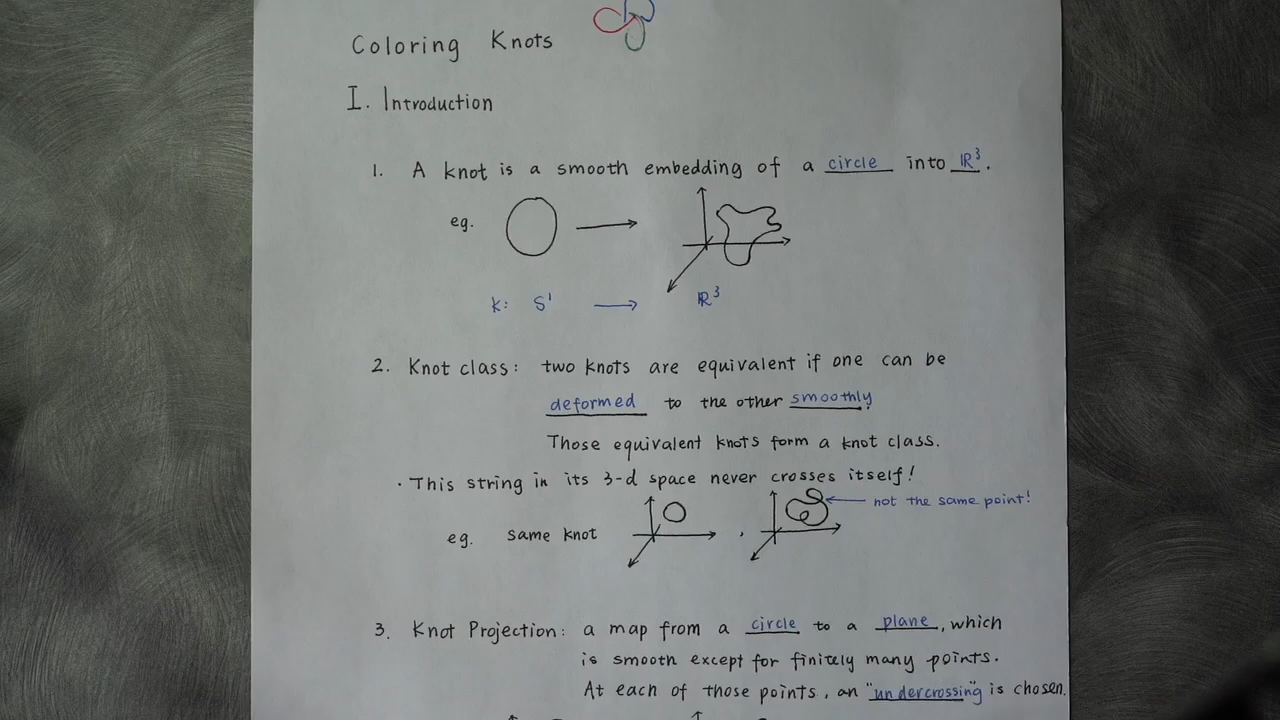 Coloring Knots
I. Introduction
1. A knot is a smooth embedding of a circle into ℝ³.
eg.
K: S¹ → ℝ³
2. Knot class: two knots are equivalent if one can be
deformed to the other smoothly!
Those equivalent knots form a knot class.
· This string in its 3-d space never crosses itself!
← not the same point!
eg. same knot ,
3. Knot Projection: a map from a circle to a plane, which
is smooth except for finitely many points.
At each of those points, an "undercrossing" is chosen.